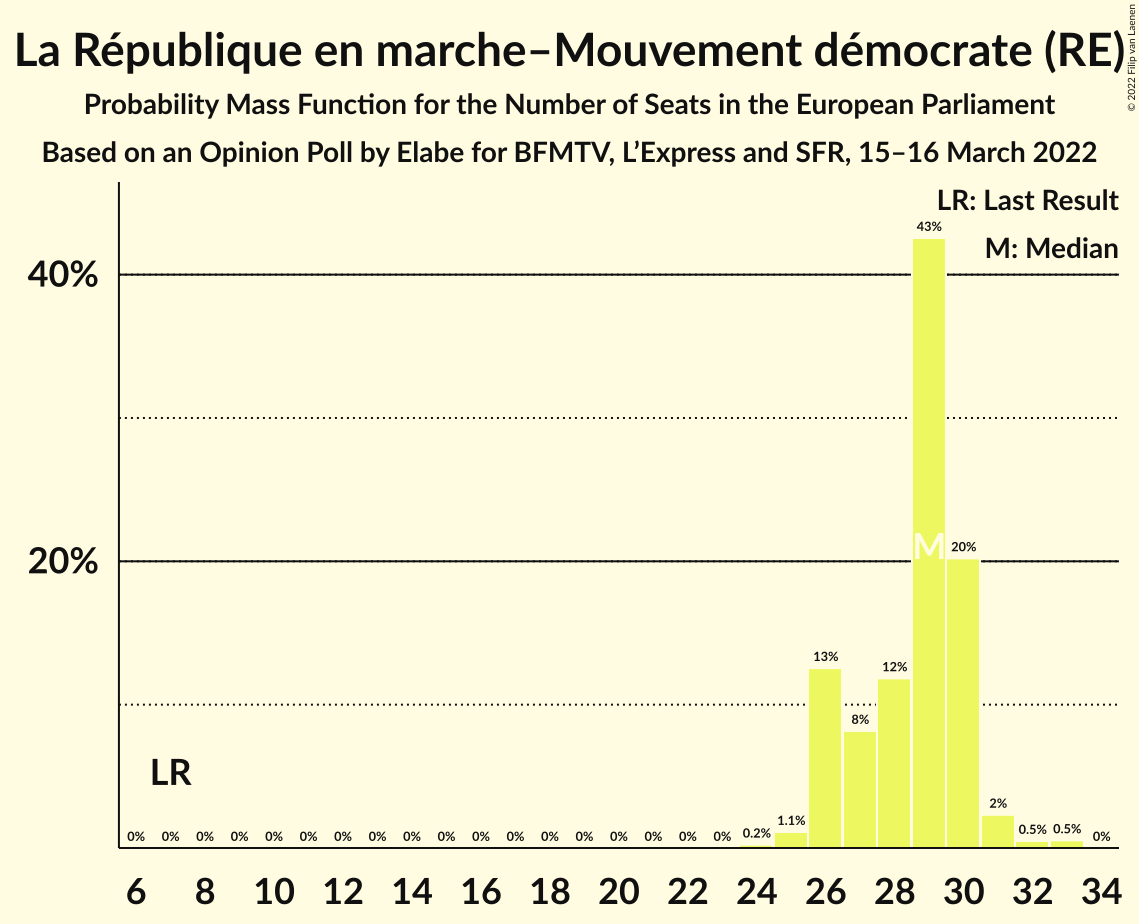 La République en marche–Mouvement démocrate (RE)
© 2022 Filip van Laenen
Probability Mass Function for the Number of Seats in the European Parliament
Based on an Opinion Poll by Elabe for BFMTV, L’Express and SFR, 15–16 March 2022
LR: Last Result
M: Median
43%
40%
M
20%
20%
13%
12%
8%
LR
0% 0% 0% 0% 0% 0% 0% 0% 0% 0% 0% 0% 0% 0% 0% 0% 0% 0% 0.2% 1.1% 2% 0.5% 0.5% 0%
6 8 10 12 14 16 18 20 22 24 26 28 30 32 34